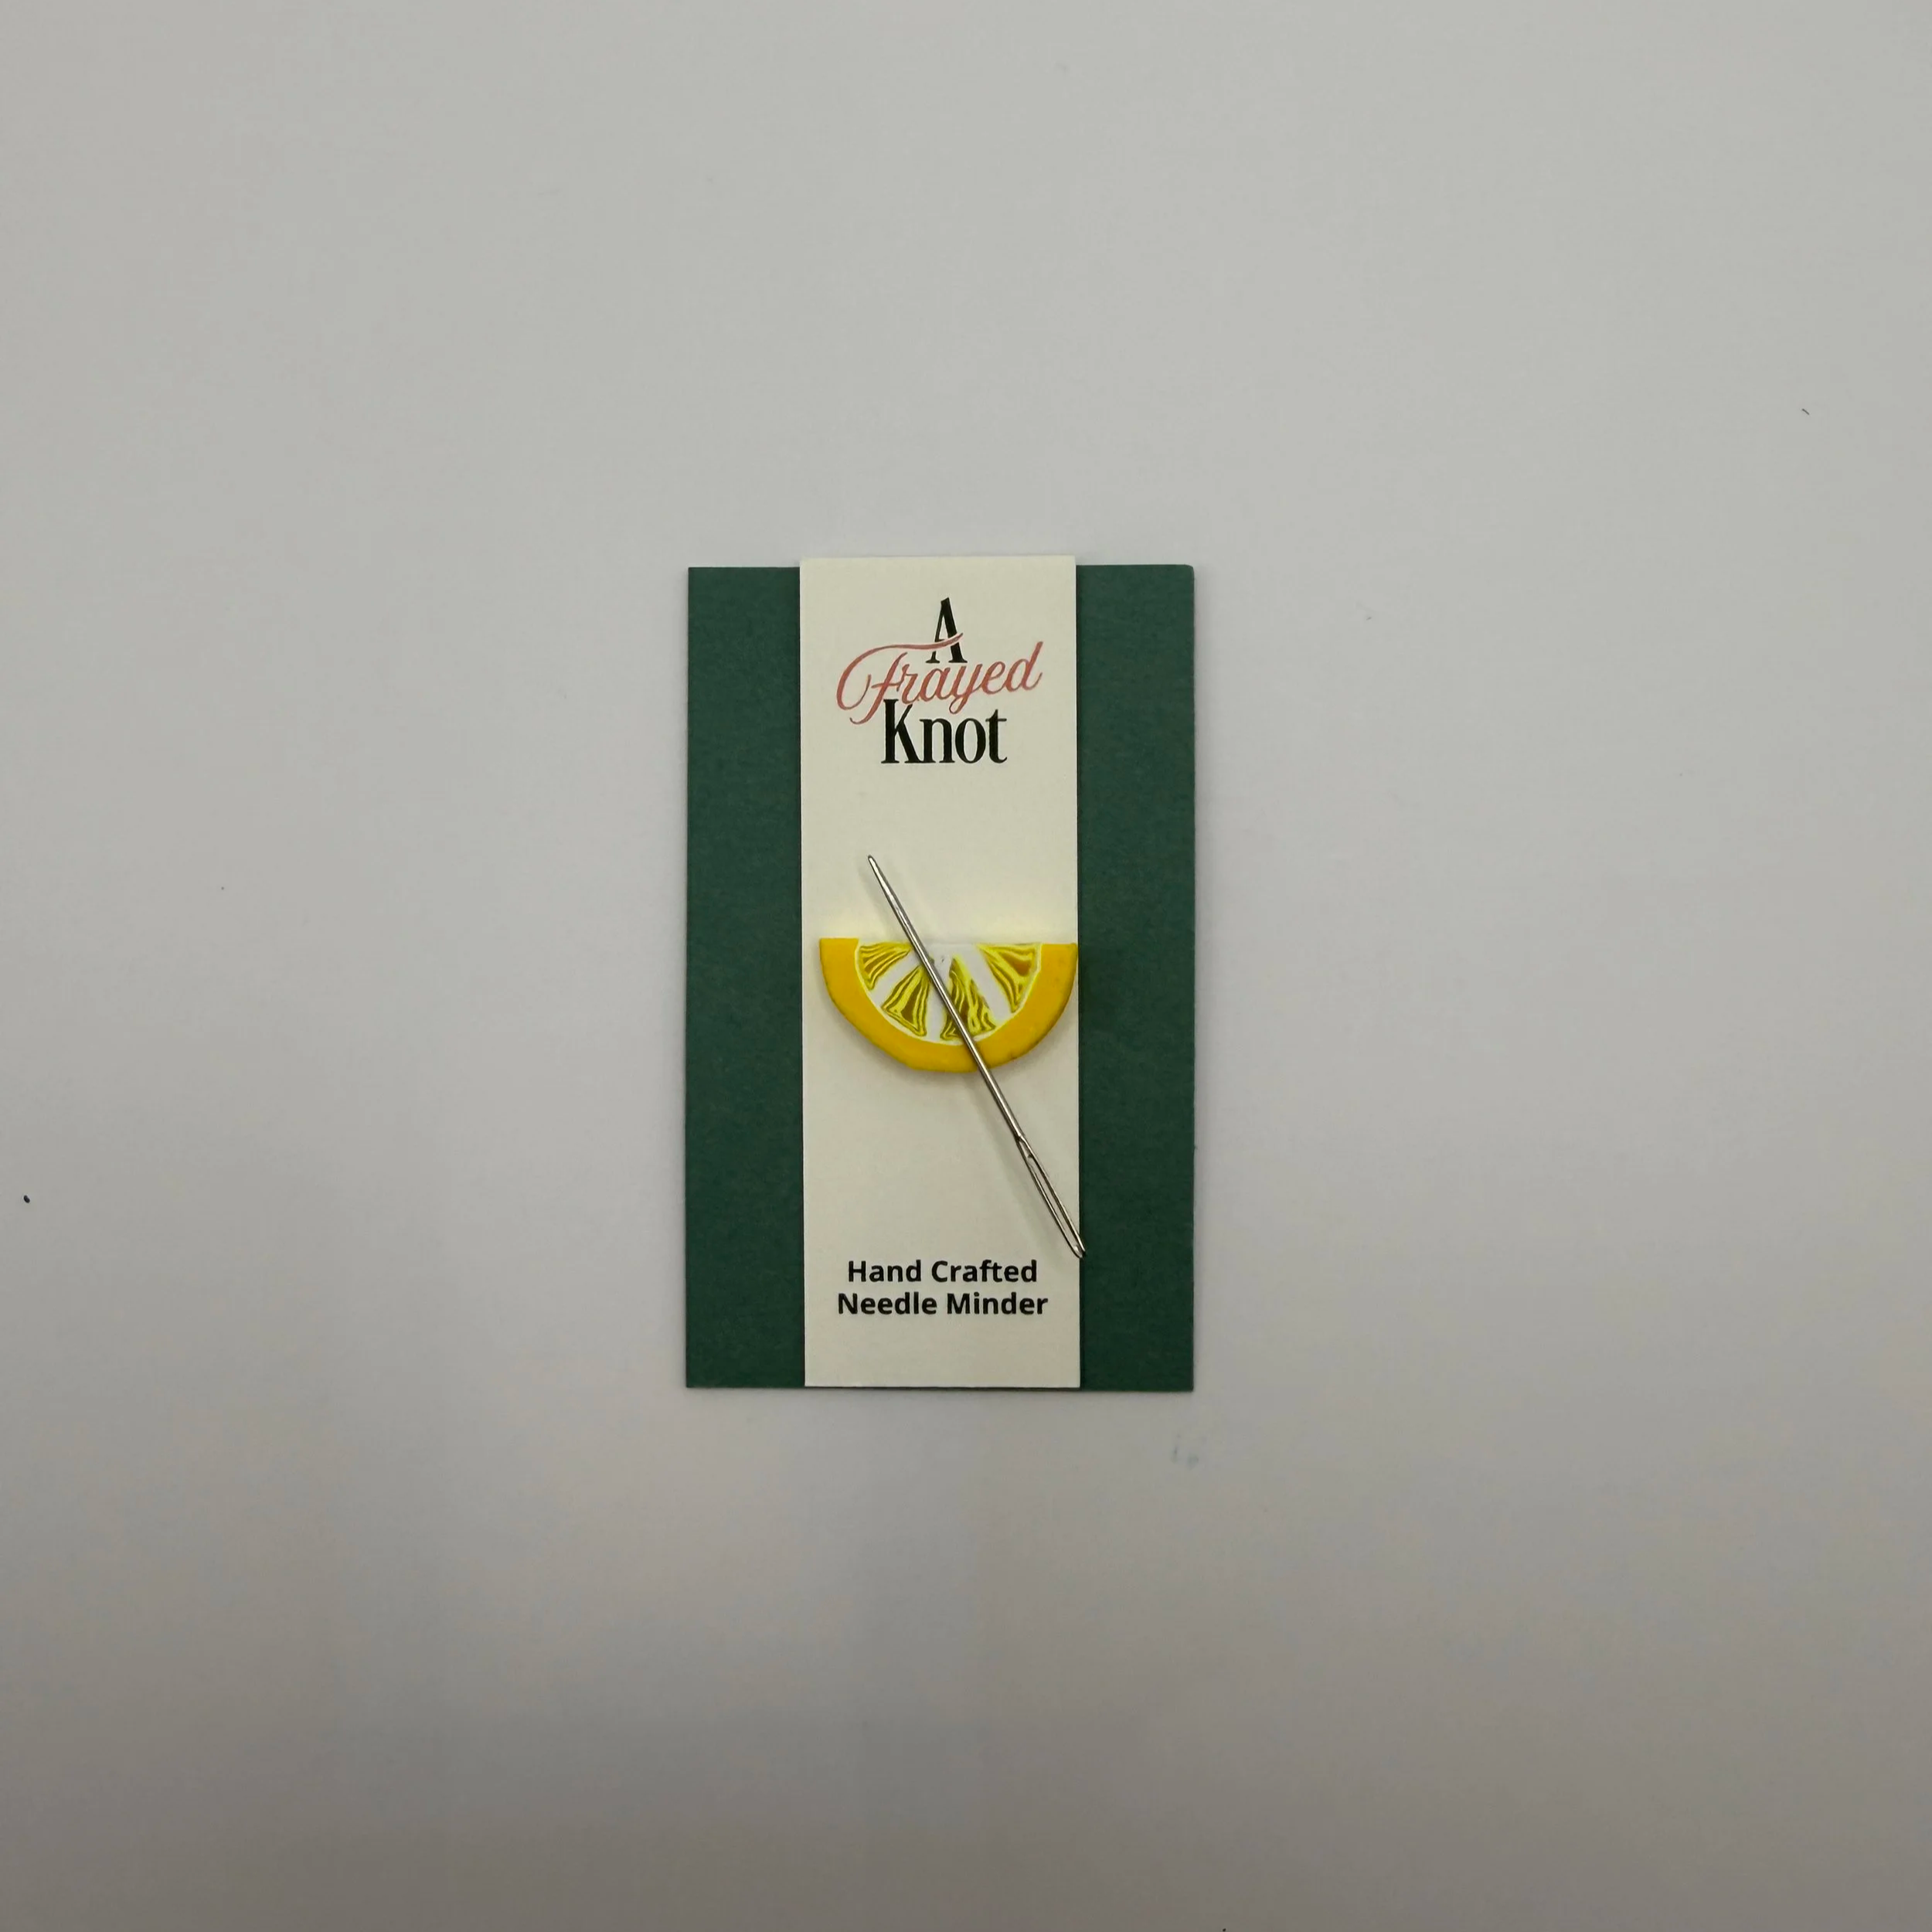 A
Frayed
Knot
Hand Crafted
Needle Minder